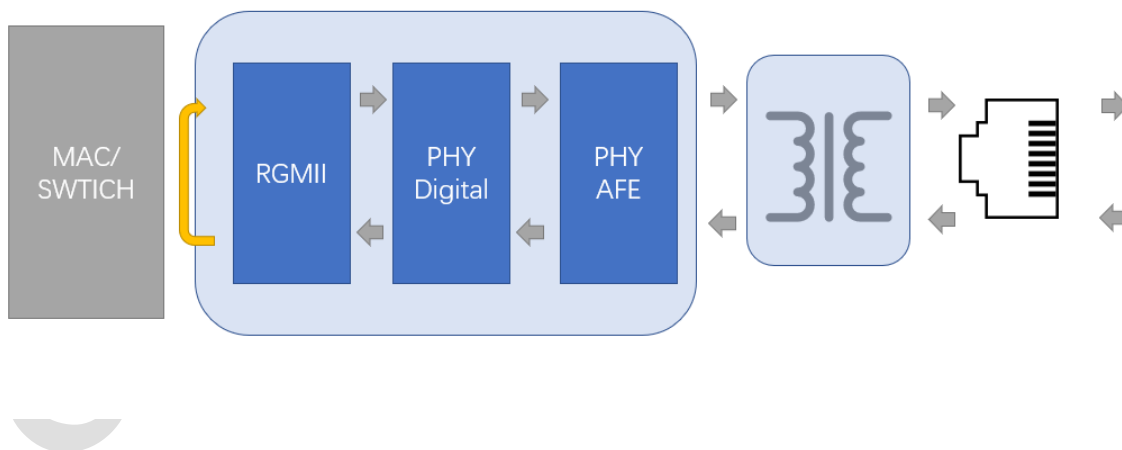 MAC/
SWTICH
RGMII
PHY
Digital
PHY
AFE